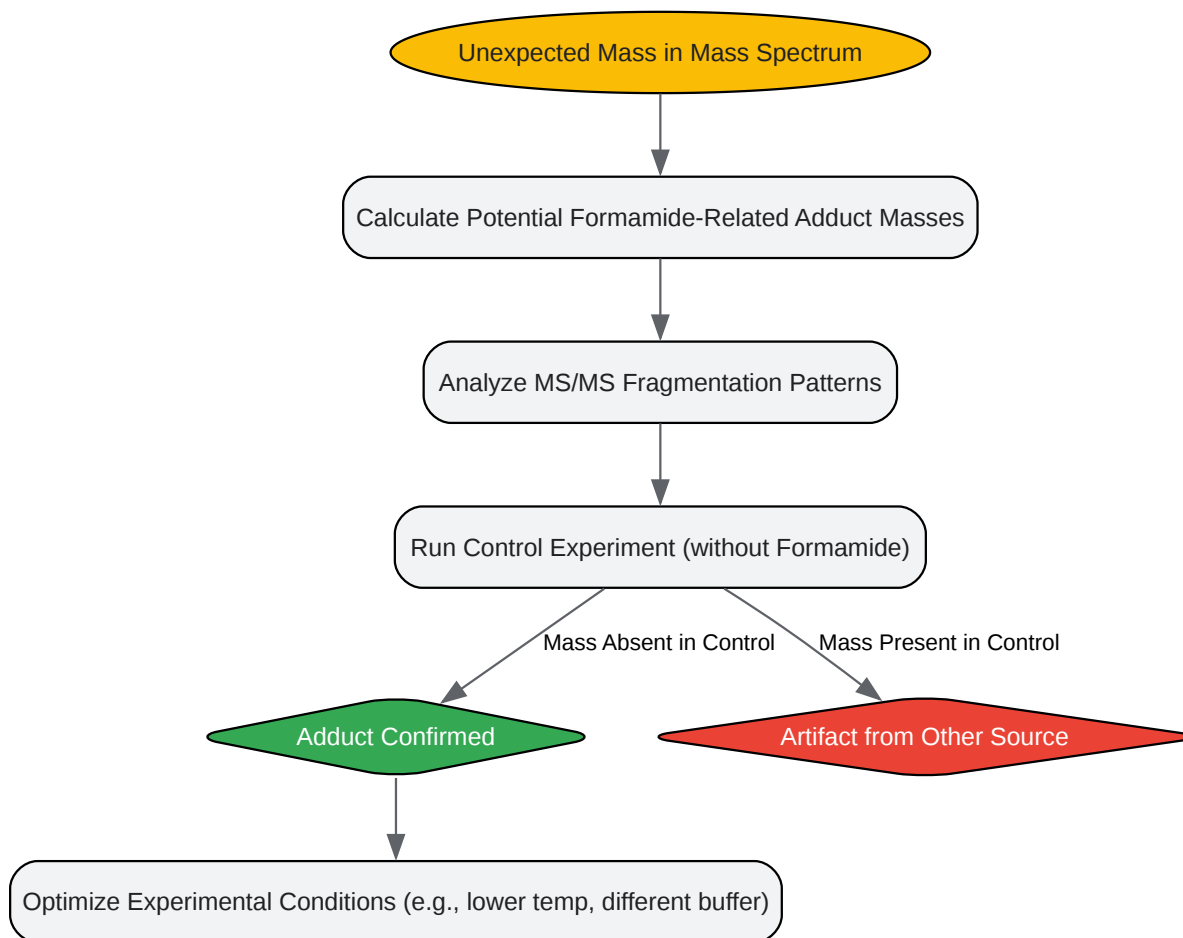 Unexpected Mass in Mass Spectrum
Calculate Potential Formamide-Related Adduct Masses
Analyze MS/MS Fragmentation Patterns
Run Control Experiment (without Formamide)
Mass Absent in Control
Mass Present in Control
Adduct Confirmed
Artifact from Other Source
Optimize Experimental Conditions (e.g., lower temp, different buffer)